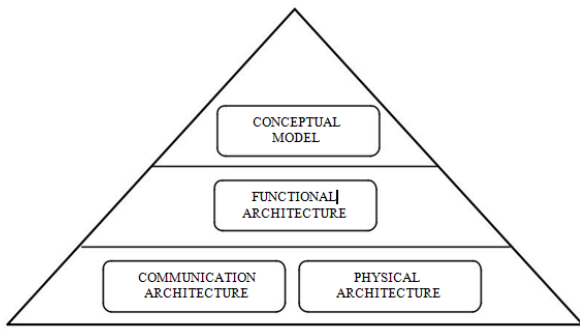 CONCEPTUAL
MODEL
FUNCTIONAL
ARCHITECTURE
COMMUNICATION
ARCHITECTURE
PHYSICAL
ARCHITECTURE